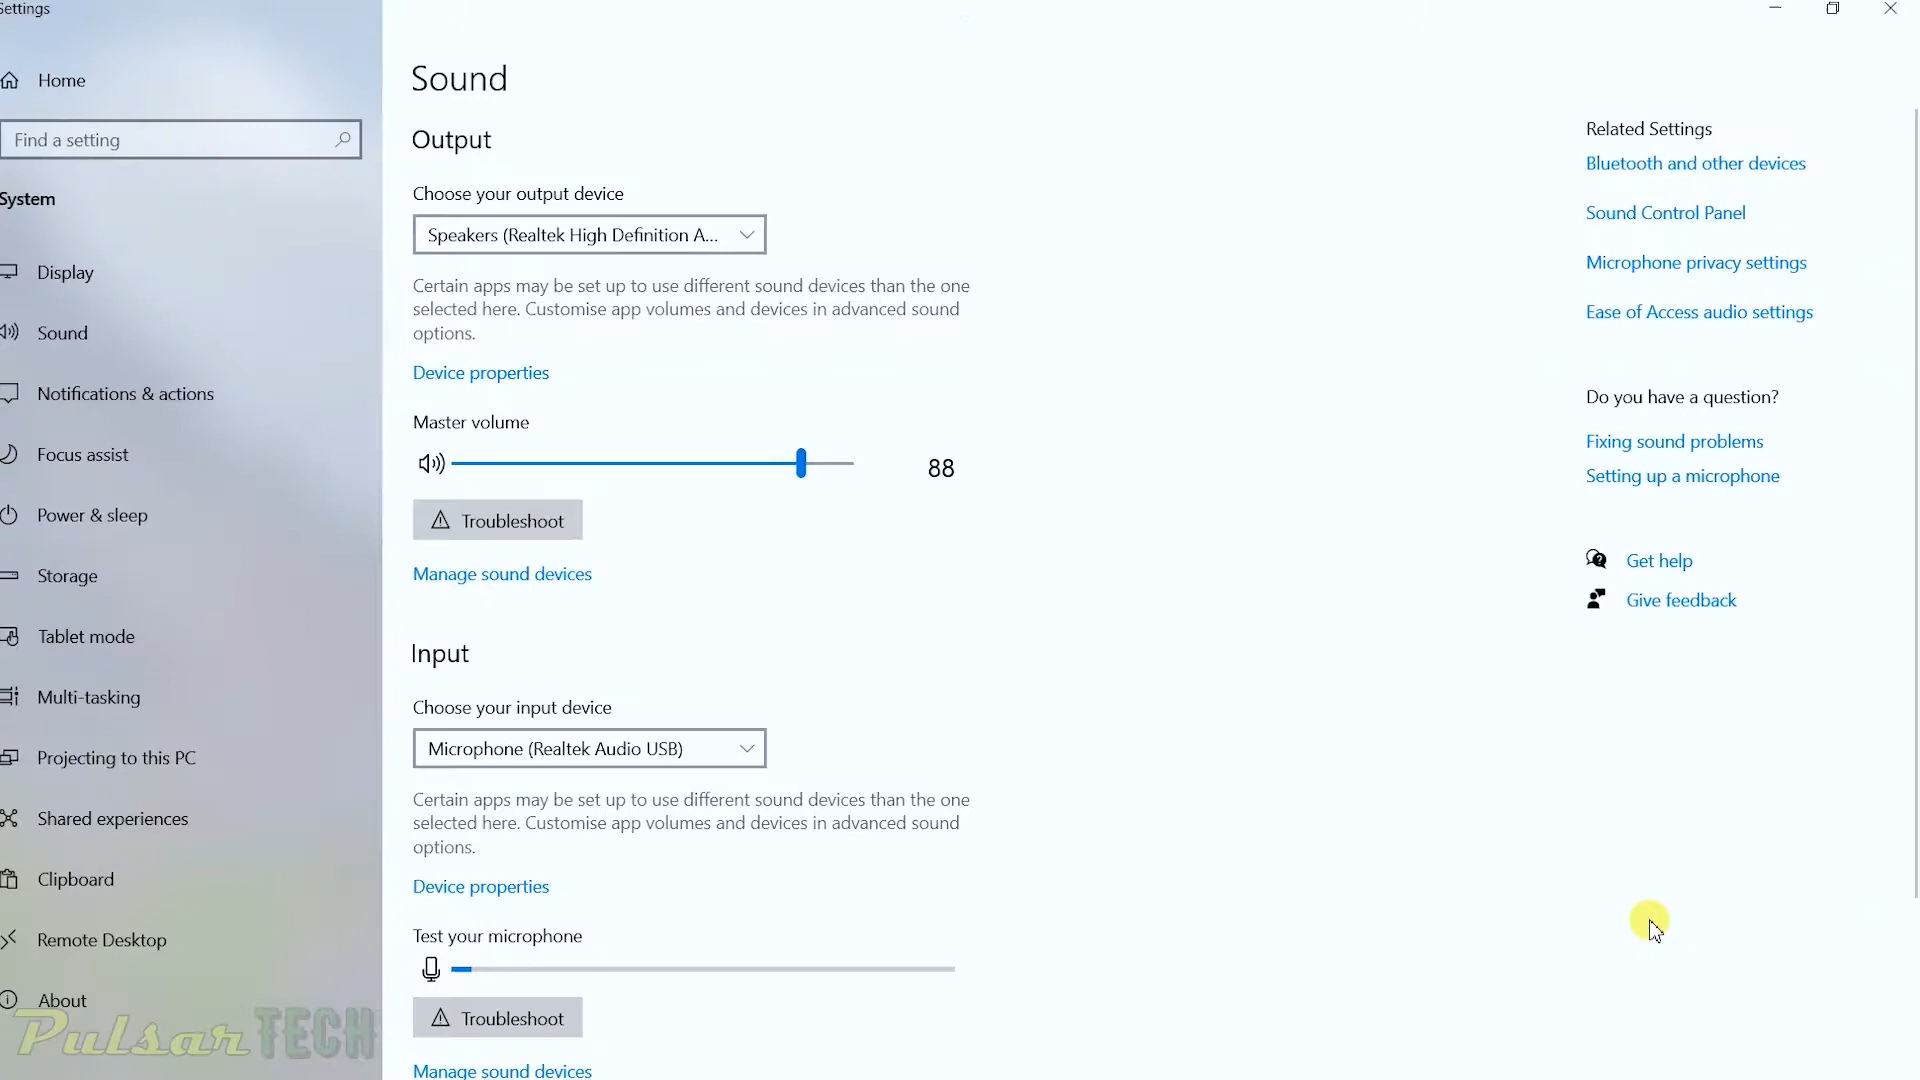 Settings
Home
Find a setting
System
Display
Sound
Notifications & actions
Focus assist
Power & sleep
Storage
Tablet mode
Multi-tasking
Projecting to this PC
Shared experiences
Clipboard
Remote Desktop
About
PulsarTECH
Sound
Output
Choose your output device
Speakers (Realtek High Definition A...
Certain apps may be set up to use different sound devices than the one
selected here. Customise app volumes and devices in advanced sound
options.
Device properties
Master volume
88
Troubleshoot
Manage sound devices
Input
Choose your input device
Microphone (Realtek Audio USB)
Certain apps may be set up to use different sound devices than the one
selected here. Customise app volumes and devices in advanced sound
options.
Device properties
Test your microphone
Troubleshoot
Manage sound devices
Related Settings
Bluetooth and other devices
Sound Control Panel
Microphone privacy settings
Ease of Access audio settings
Do you have a question?
Fixing sound problems
Setting up a microphone
Get help
Give feedback